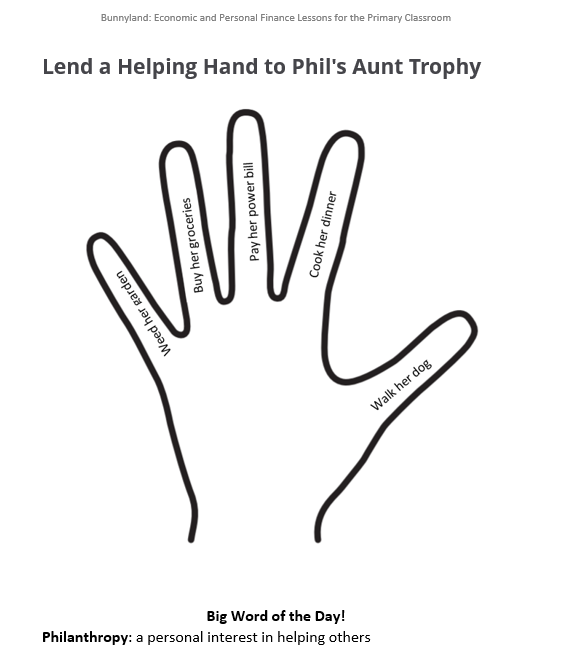 Bunnyland: Economic and Personal Finance Lessons for the Primary Classroom
Lend a Helping Hand to Phil's Aunt Trophy
Weed her garden
Buy her groceries
Pay her power bill
Cook her dinner
Walk her dog
Big Word of the Day!
Philanthropy: a personal interest in helping others